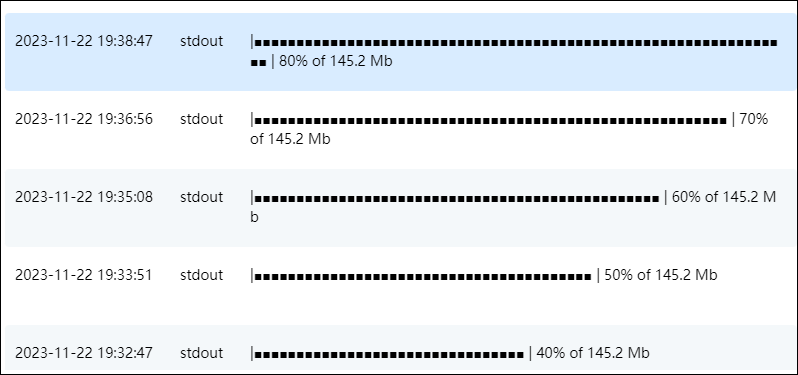 2023-11-22 19:38:47 stdout |■■■■■■■■■■■■■■■■■■■■■■■■■■■■■■■■■■■■■■■■■■■■■■■■■■■■■■■■■■■■■■
■■ | 80% of 145.2 Mb
2023-11-22 19:36:56 stdout |■■■■■■■■■■■■■■■■■■■■■■■■■■■■■■■■■■■■■■■■■■■■■■■■■■■■■■■■ | 70%
of 145.2 Mb
2023-11-22 19:35:08 stdout |■■■■■■■■■■■■■■■■■■■■■■■■■■■■■■■■■■■■■■■■■■■■■■■■ | 60% of 145.2 M
b
2023-11-22 19:33:51 stdout |■■■■■■■■■■■■■■■■■■■■■■■■■■■■■■■■■■■■■■■■ | 50% of 145.2 Mb
2023-11-22 19:32:47 stdout |■■■■■■■■■■■■■■■■■■■■■■■■■■■■■■■■ | 40% of 145.2 Mb